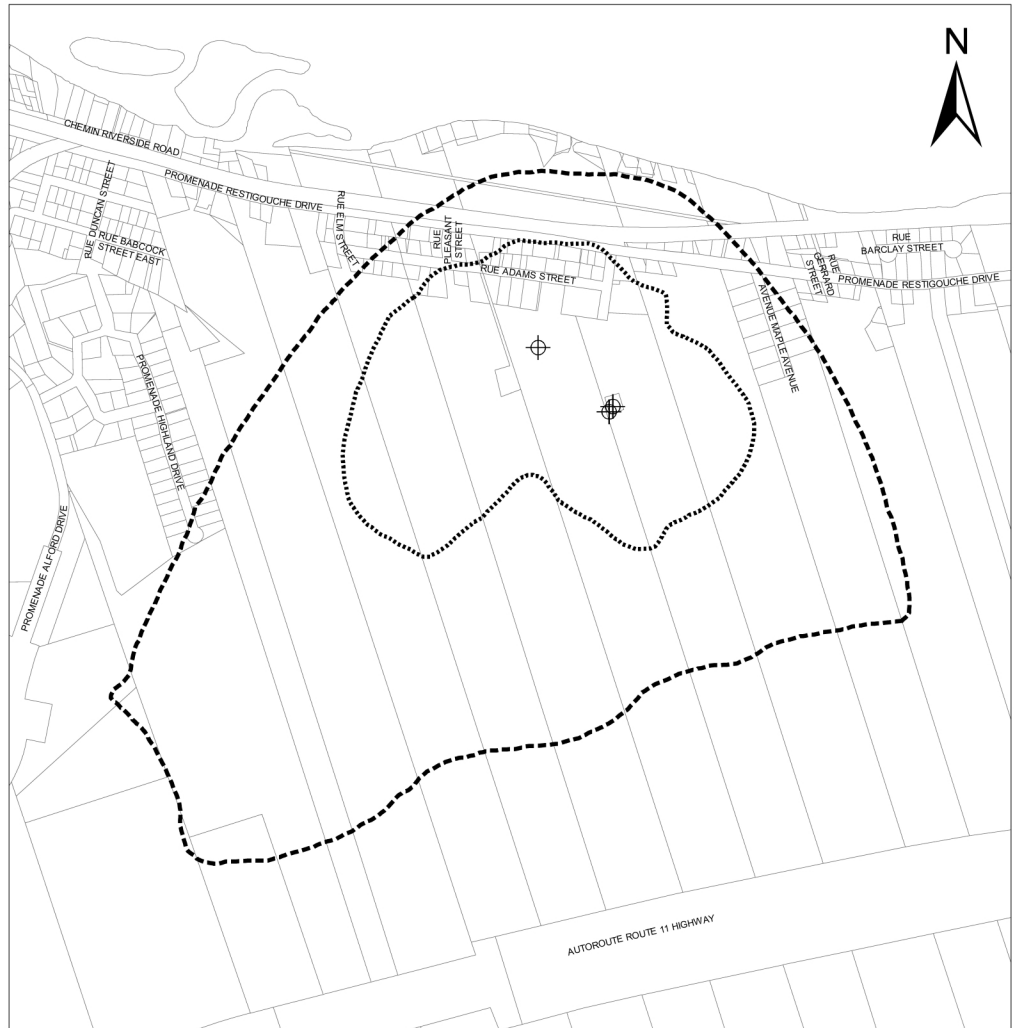 N
CHEMIN RIVERSIDE ROAD
PROMENADE RESTIGOUCHE DRIVE
RUE DUNCAN STREET
RUE BABCOCK
STREET EAST
RUE ELM STREET
RUE
PLEASANT
STREET
RUE ADAMS STREET
RUE
BARCLAY STREET
RUE
GERRARD
STREET
PROMENADE RESTIGOUCHE DRIVE
AVENUE MAPLE AVENUE
PROMENADE HIGHLAND DRIVE
PROMENADE ALFORD DRIVE
AUTOROUTE ROUTE 11 HIGHWAY